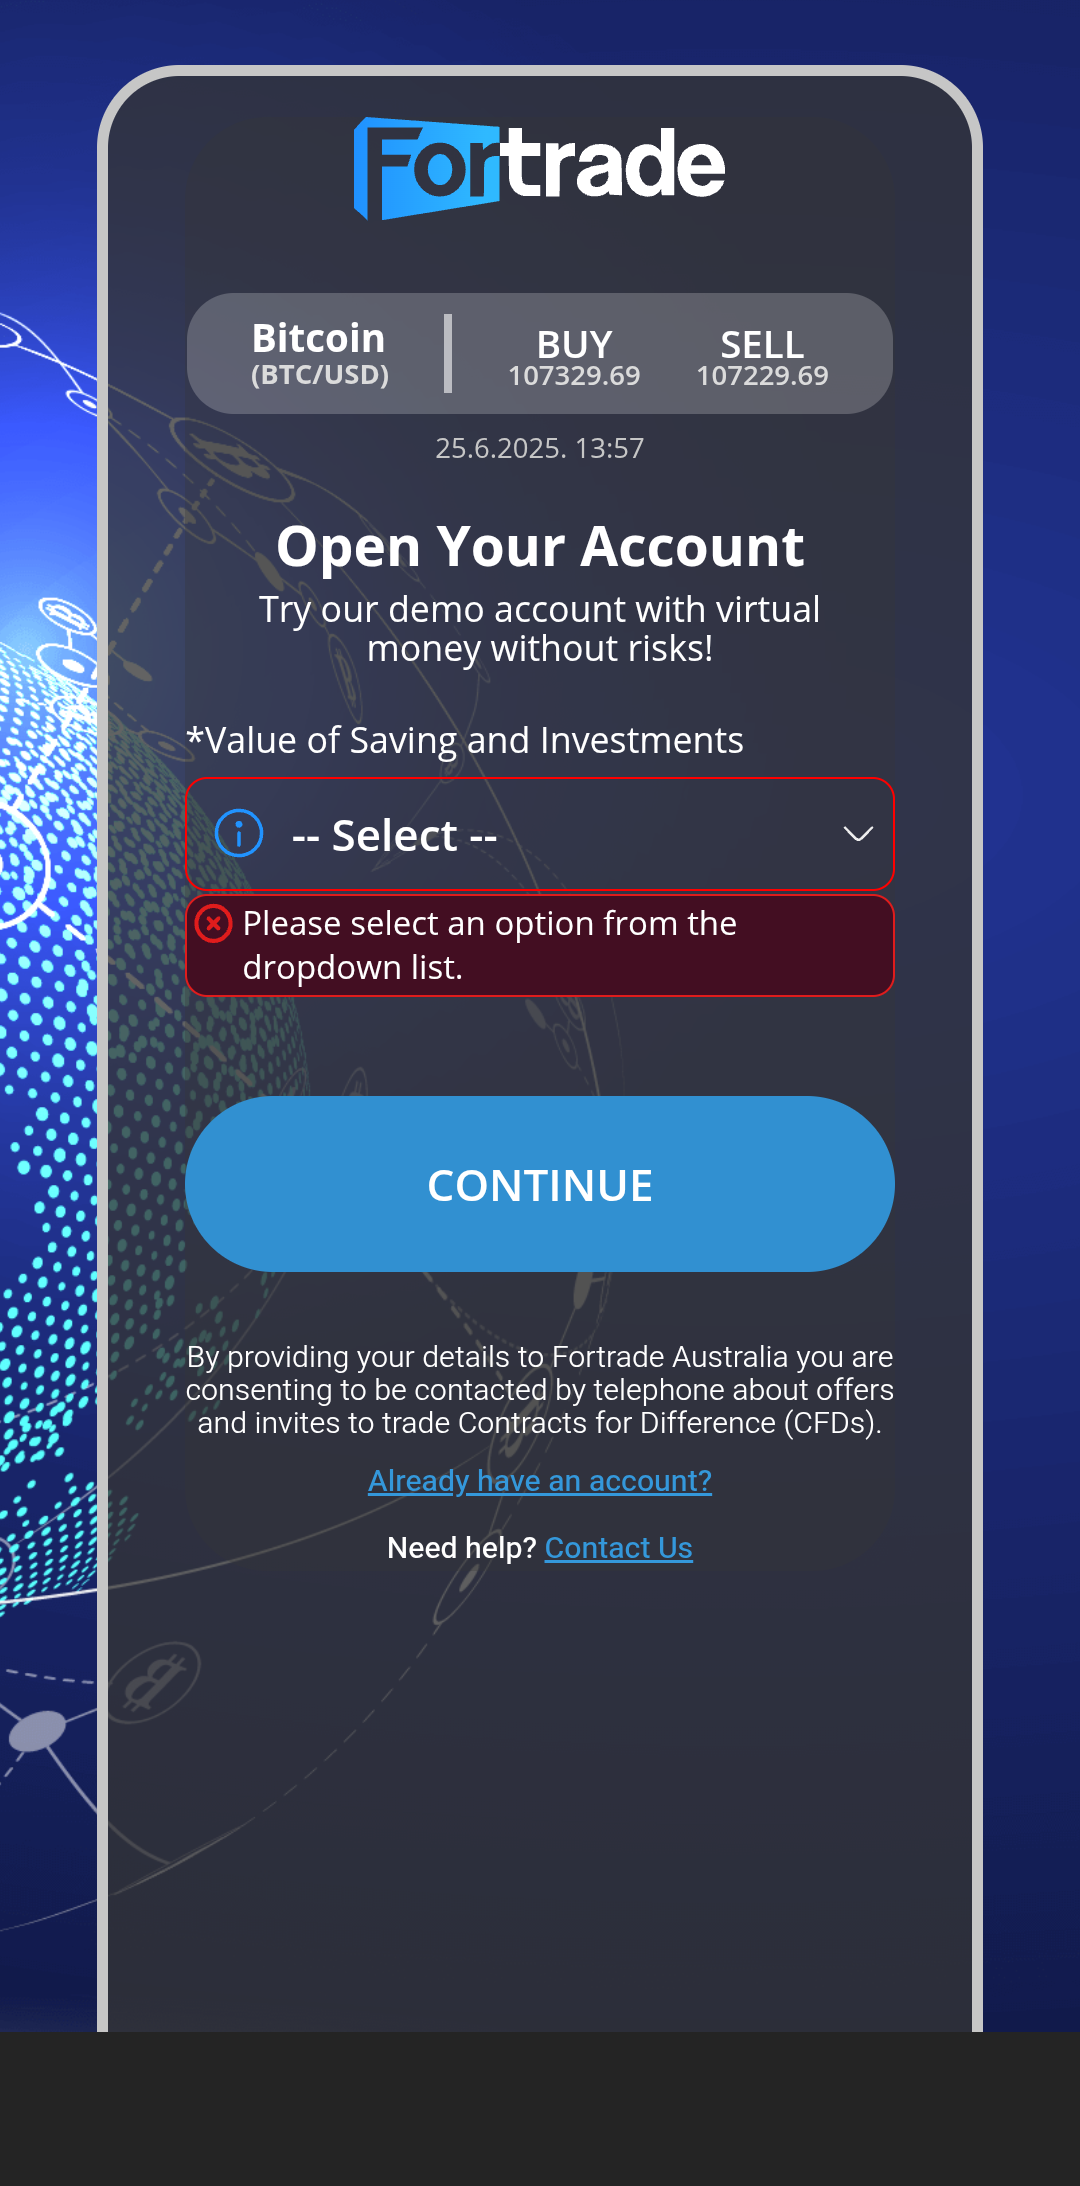 Fortrade
Bitcoin
(BTC/USD)
BUY
107329.69
SELL
107229.69
25.6.2025. 13:57
Open Your Account
Try our demo account with virtual
money without risks!
*Value of Saving and Investments
-- Select --
Please select an option from the
dropdown list.
CONTINUE
By providing your details to Fortrade Australia you are
consenting to be contacted by telephone about offers
and invites to trade Contracts for Difference (CFDs).
Already have an account?
Need help? Contact Us